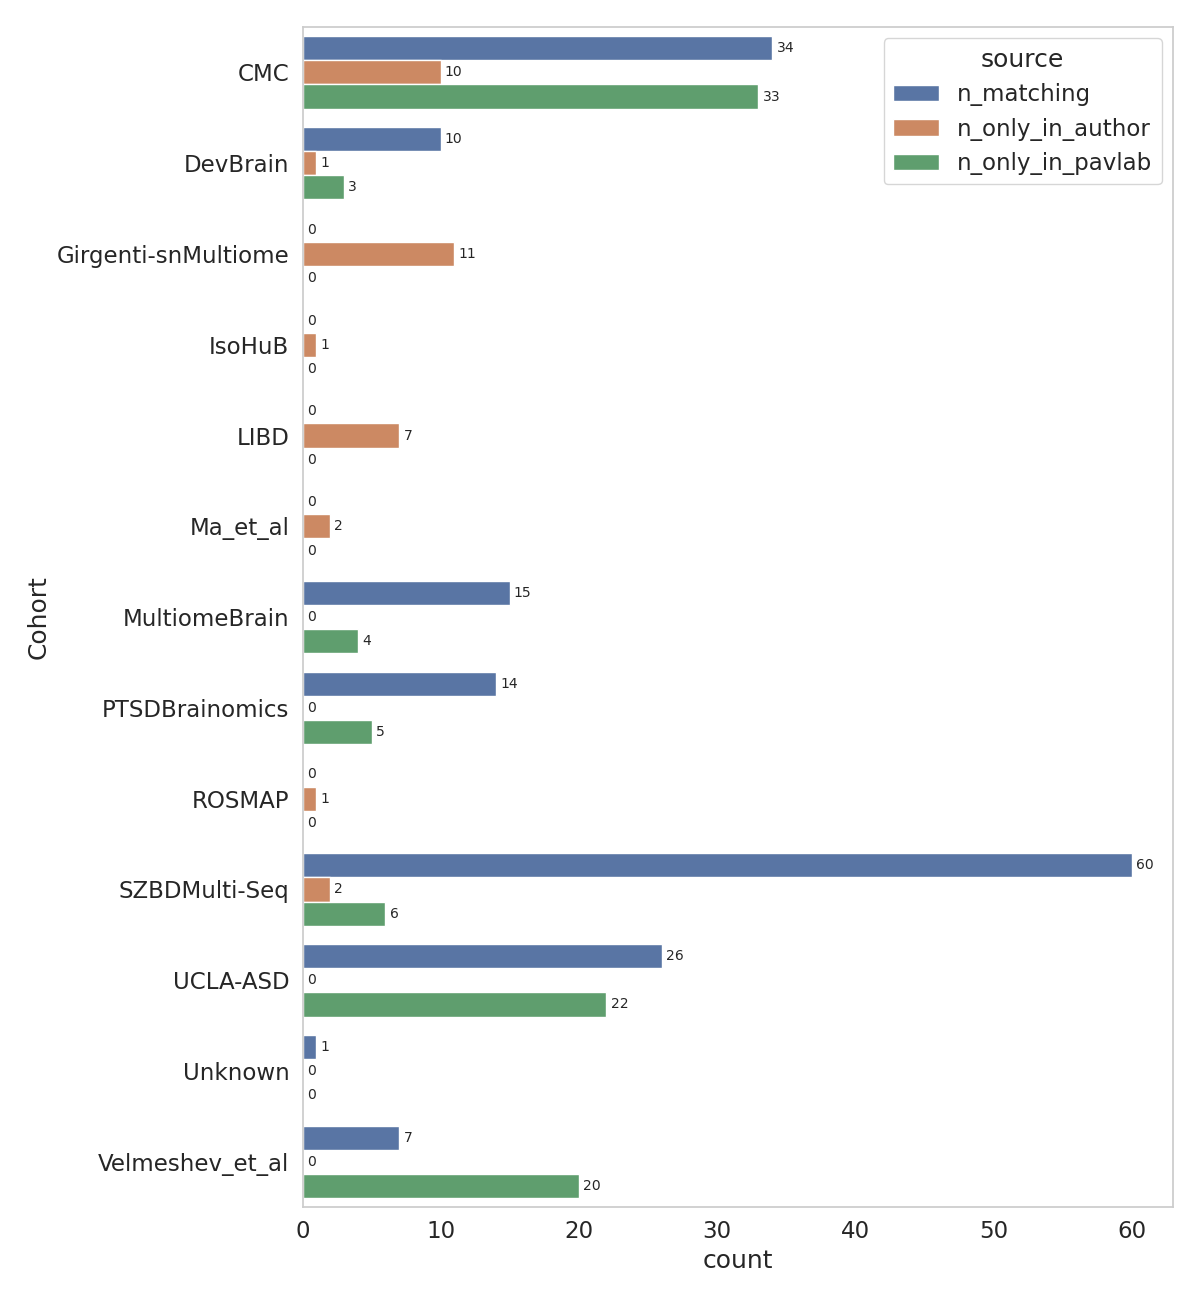 CMC
34
10
33
source
n_matching
n_only_in_author
n_only_in_pavlab
DevBrain
10
1
3
Girgenti-snMultiome
0
11
0
IsoHuB
0
1
0
LIBD
0
7
0
Ma_et_al
0
2
0
Cohort
MultiomeBrain
15
0
4
PTSDBrainomics
14
0
5
ROSMAP
0
1
0
SZBDMulti-Seq
60
2
6
UCLA-ASD
26
0
22
Unknown
1
0
0
Velmeshev_et_al
7
0
20
0 10 20 30 40 50 60
count